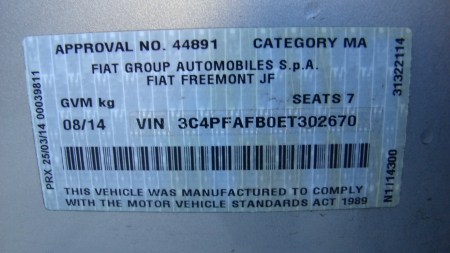 APPROVAL NO. 44891 CATEGORY MA
FIAT GROUP AUTOMOBILES S.p.A.
FIAT FREEMONT JF
GVM kg SEATS 7
08/14 VIN 3C4PFAFB0ET302670
THIS VEHICLE WAS MANUFACTURED TO COMPLY
WITH THE MOTOR VEHICLE STANDARDS ACT 1989
PRX 25/03/14 00039811
31322114
N1J14300